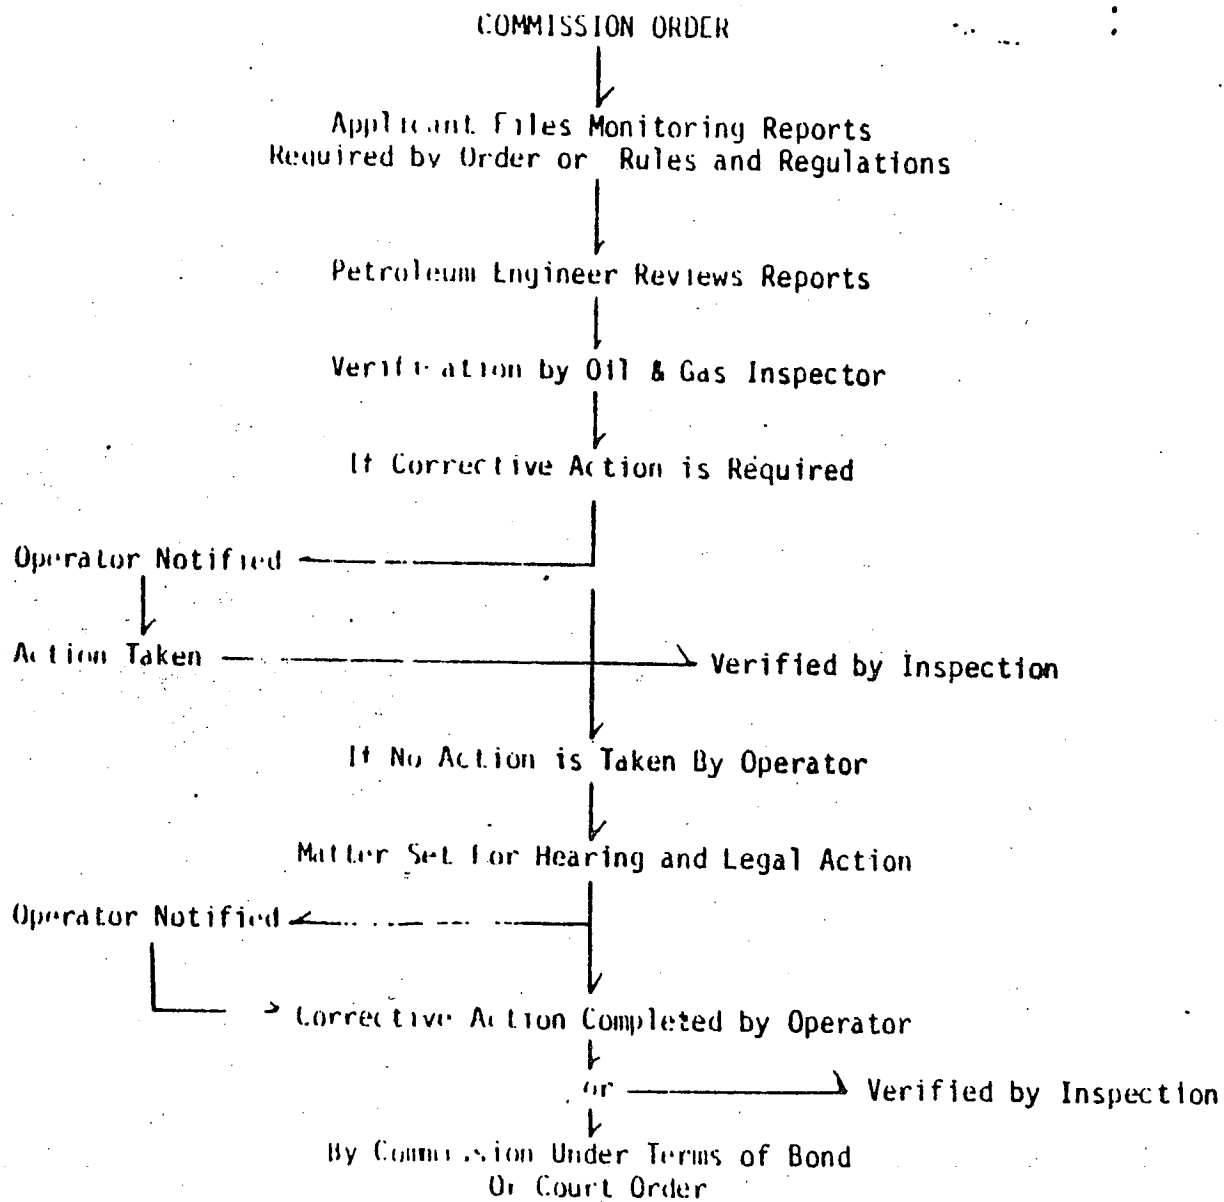 COMMISSION ORDER
Applicant Files Monitoring Reports
Required by Order or Rules and Regulations
Petroleum Engineer Reviews Reports
Verification by Oil & Gas Inspector
If Corrective Action is Required
Operator Notified
Action Taken
Verified by Inspection
If No Action is Taken By Operator
Matter Set for Hearing and Legal Action
Operator Notified
Corrective Action Completed by Operator
or
Verified by Inspection
By Commission Under Terms of Bond
Or Court Order